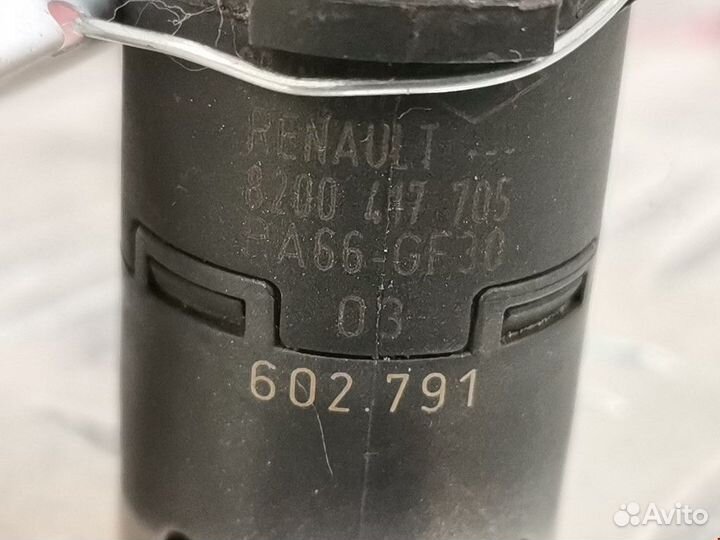 RENAULT ---
8200 417 705
PA66-GF30
03
602 791
Avito